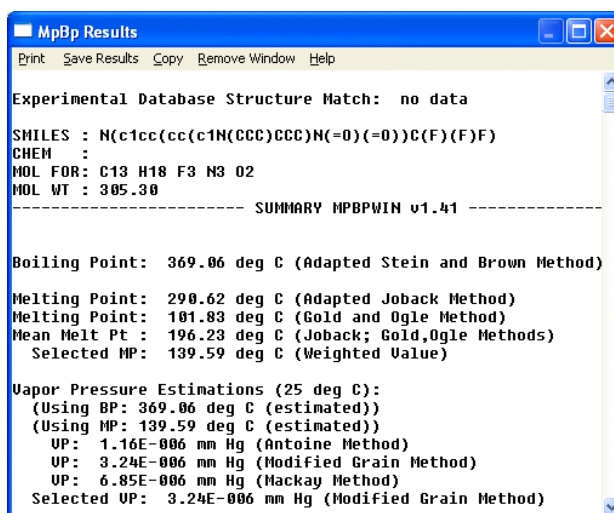 MpBp Results
Print Save Results Copy Remove Window Help
Experimental Database Structure Match: no data
SMILES : N(c1cc(cc(c1N(CCC)CCC)N(=O)(=O))C(F)(F)F)
CHEM :
MOL FOR: C13 H18 F3 N3 O2
MOL WT : 305.30
------------------------ SUMMARY MPBPWIN v1.41 --------------
Boiling Point: 369.06 deg C (Adapted Stein and Brown Method)
Melting Point: 290.62 deg C (Adapted Joback Method)
Melting Point: 101.83 deg C (Gold and Ogle Method)
Mean Melt Pt : 196.23 deg C (Joback; Gold,Ogle Methods)
Selected MP: 139.59 deg C (Weighted Value)
Vapor Pressure Estimations (25 deg C):
(Using BP: 369.06 deg C (estimated))
(Using MP: 139.59 deg C (estimated))
VP: 1.16E-006 mm Hg (Antoine Method)
VP: 3.24E-006 mm Hg (Modified Grain Method)
VP: 6.85E-006 mm Hg (Mackay Method)
Selected VP: 3.24E-006 mm Hg (Modified Grain Method)